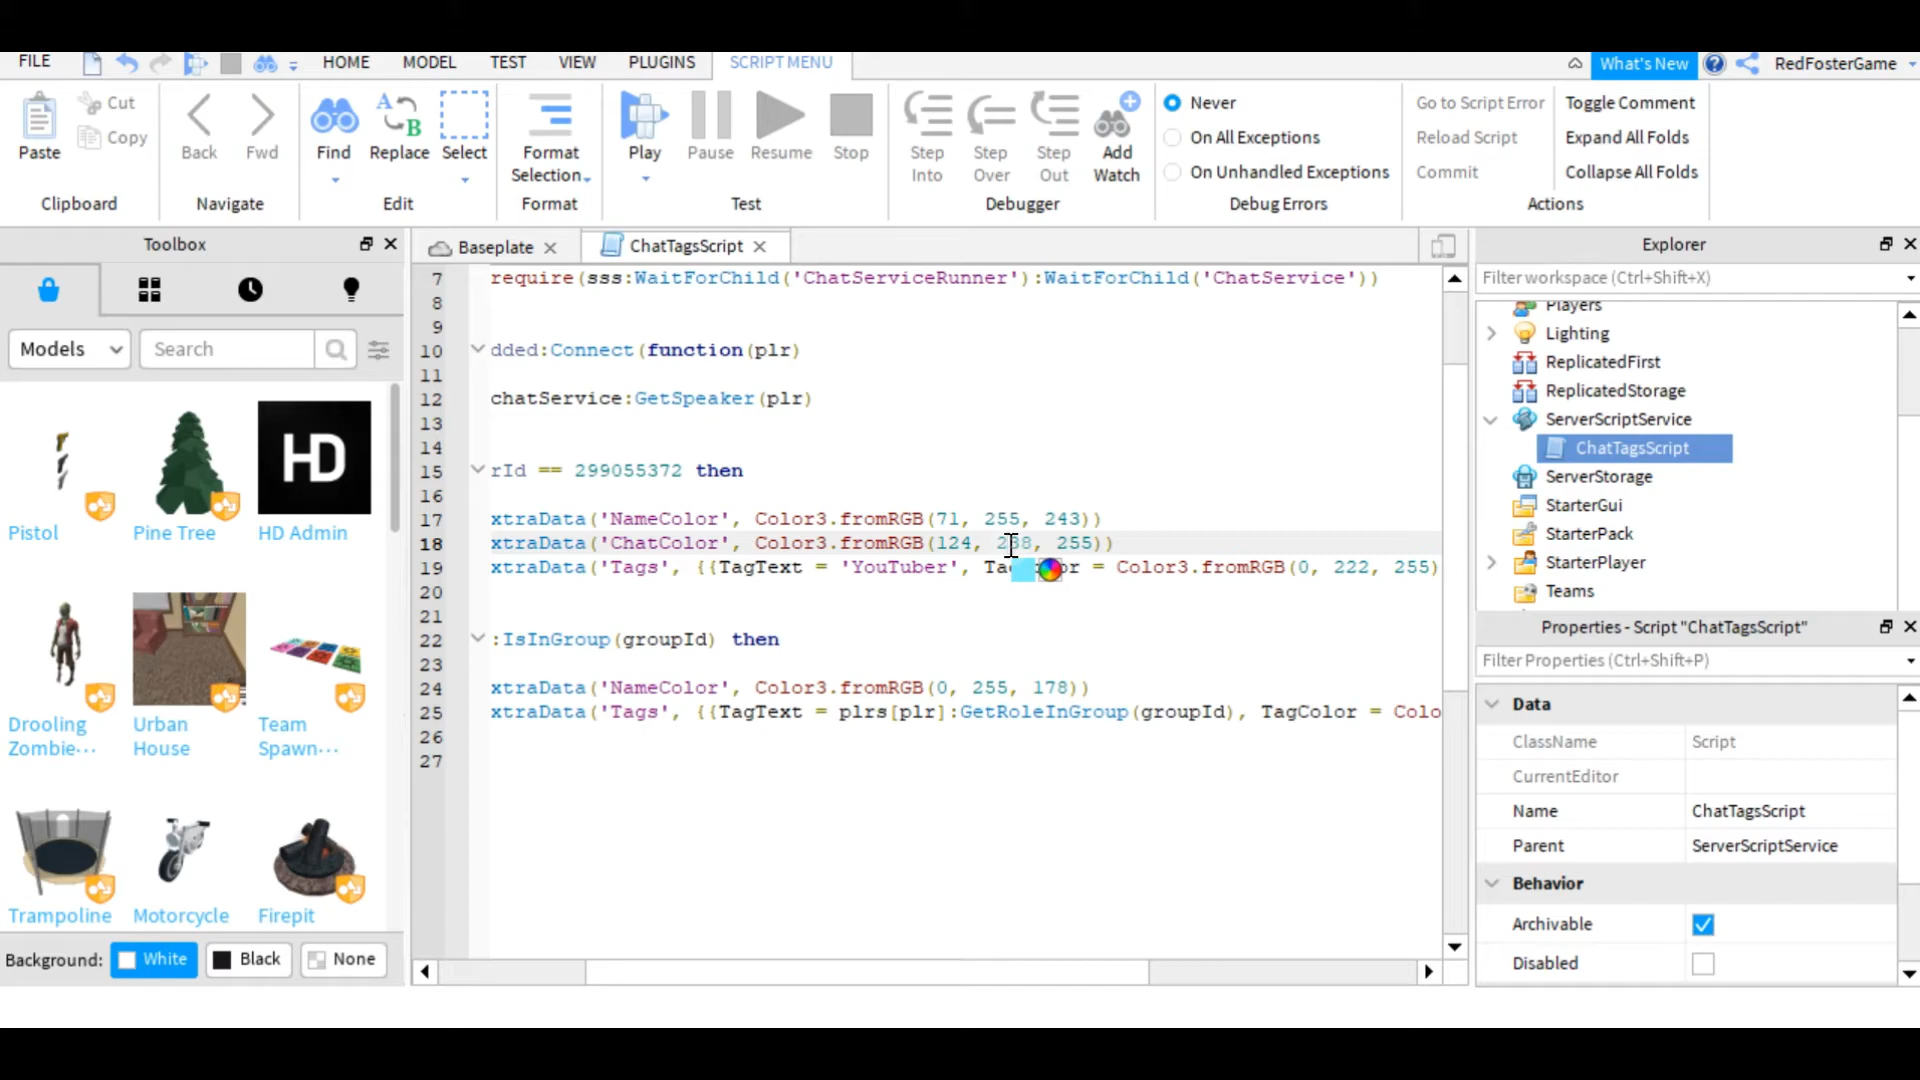 FILE HOME MODEL TEST VIEW PLUGINS SCRIPT MENU What's New RedFosterGame
Paste Cut Copy Clipboard
Back Fwd Navigate
Find Replace Select Edit
Format Selection Format
Play Pause Resume Stop Test
Step Into Step Over Step Out Add Watch Debugger
Never
On All Exceptions
On Unhandled Exceptions
Debug Errors
Go to Script Error
Reload Script
Commit
Toggle Comment
Expand All Folds
Collapse All Folds
Actions
Toolbox
Models Search
Pistol Pine Tree HD Admin
HD
Drooling Zombie···
Urban House
Team Spawn···
Trampoline Motorcycle Firepit
Background: White Black None
Baseplate ChatTagsScript
7 require(sss:WaitForChild('ChatServiceRunner'):WaitForChild('ChatService'))
8
9
10 dded:Connect(function(plr)
11
12 chatService:GetSpeaker(plr)
13
14
15 rId == 299055372 then
16
17 xtraData('NameColor', Color3.fromRGB(71, 255, 243))
18 xtraData('ChatColor', Color3.fromRGB(124, 238, 255))
19 xtraData('Tags', {{TagText = 'YouTuber', = Color3.fromRGB(0, 222, 255)
20
21
22 :IsInGroup(groupId) then
23
24 xtraData('NameColor', Color3.fromRGB(0, 255, 178))
25 xtraData('Tags', {{TagText = plrs[plr]:GetRoleInGroup(groupId), TagColor = Colo
26
27
Explorer
Filter workspace (Ctrl+Shift+X)
Players
Lighting
ReplicatedFirst
ReplicatedStorage
ServerScriptService
ChatTagsScript
ServerStorage
StarterGui
StarterPack
StarterPlayer
Teams
Properties - Script "ChatTagsScript"
Filter Properties (Ctrl+Shift+P)
Data
ClassName Script
CurrentEditor
Name ChatTagsScript
Parent ServerScriptService
Behavior
Archivable
Disabled